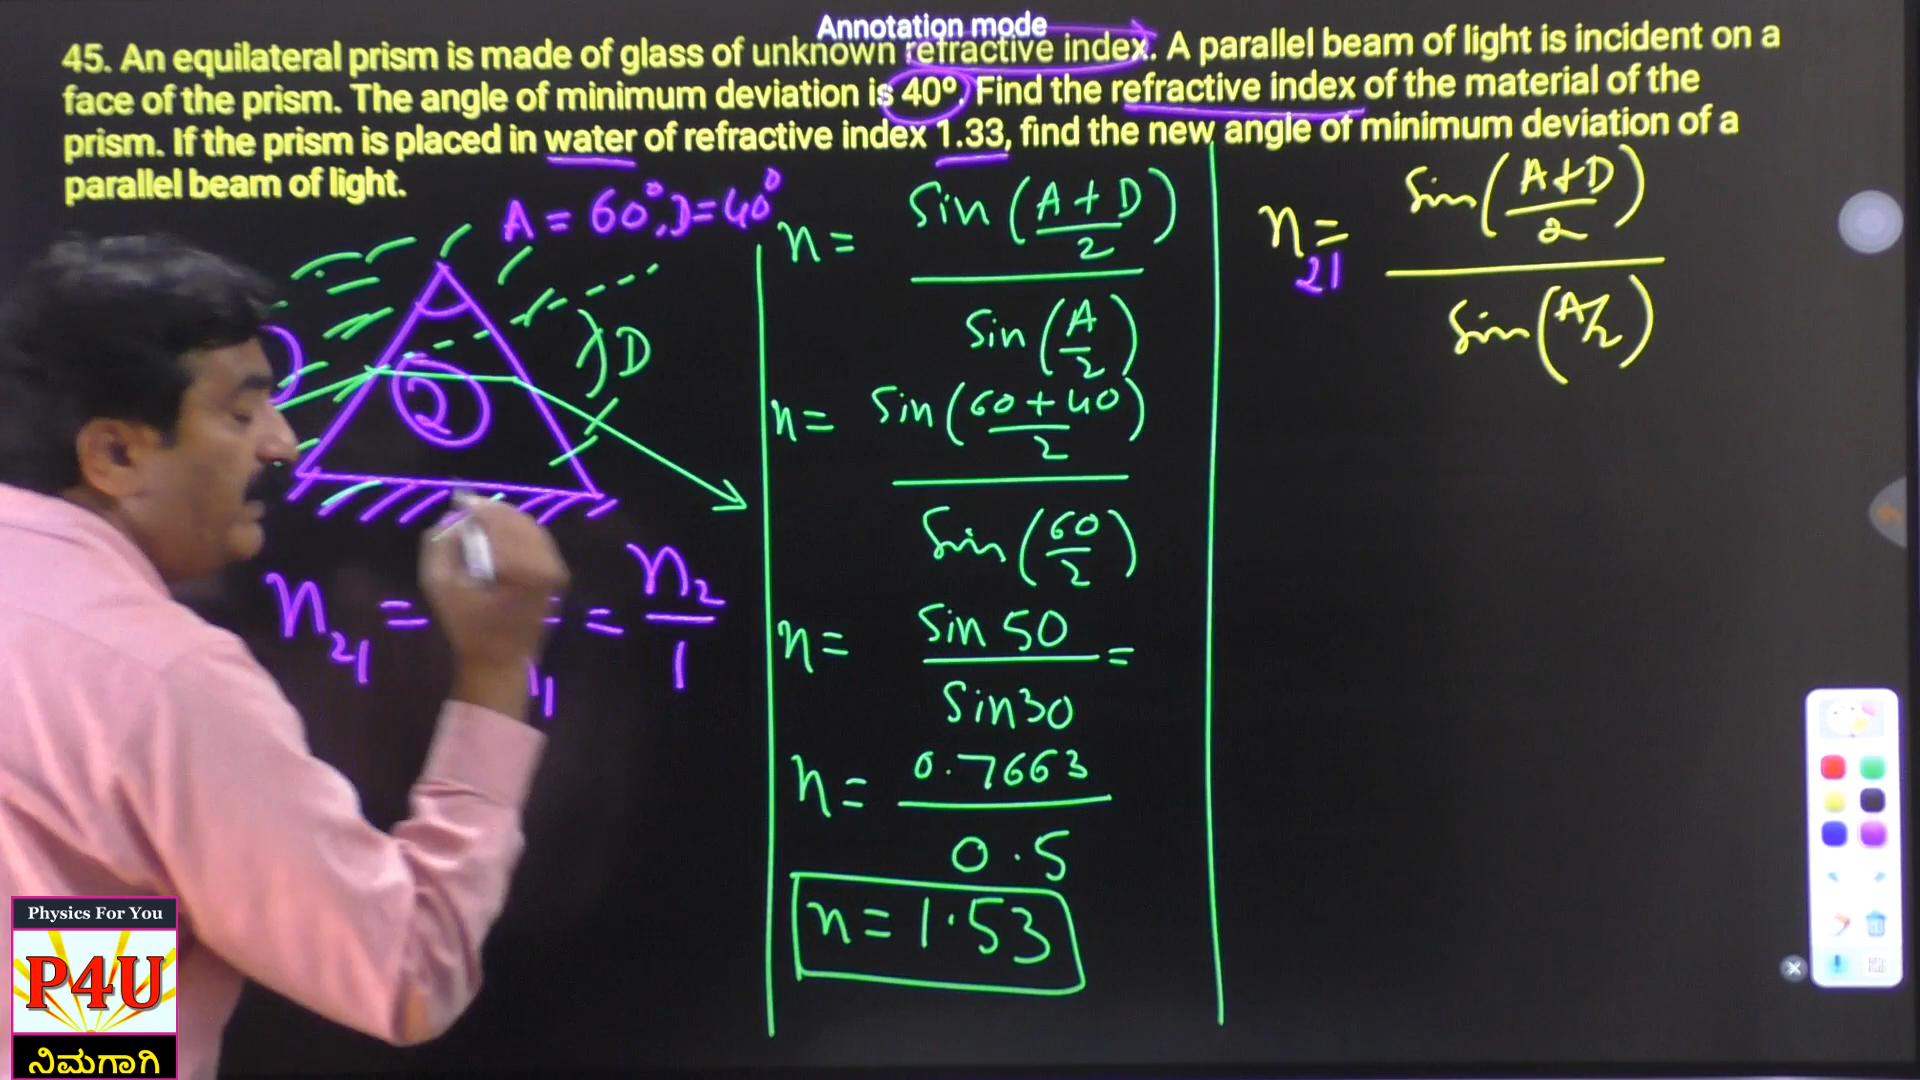 Annotation mode
45. An equilateral prism is made of glass of unknown refractive index. A parallel beam of light is incident on a
face of the prism. The angle of minimum deviation is 40°. Find the refractive index of the material of the
prism. If the prism is placed in water of refractive index 1.33, find the new angle of minimum deviation of a
parallel beam of light.
A = 60°, D = 40°
D
2
n21 = = n2/1
n = Sin(A+D/2) / Sin(A/2)
n = Sin(60+40/2) / Sin(60/2)
n = Sin 50 / Sin30 =
n = 0.7663 / 0.5
n = 1.53
n21 = Sin(A+D/2) / Sin(A/2)
Physics For You
P4U
ನಿಮಗಾಗಿ